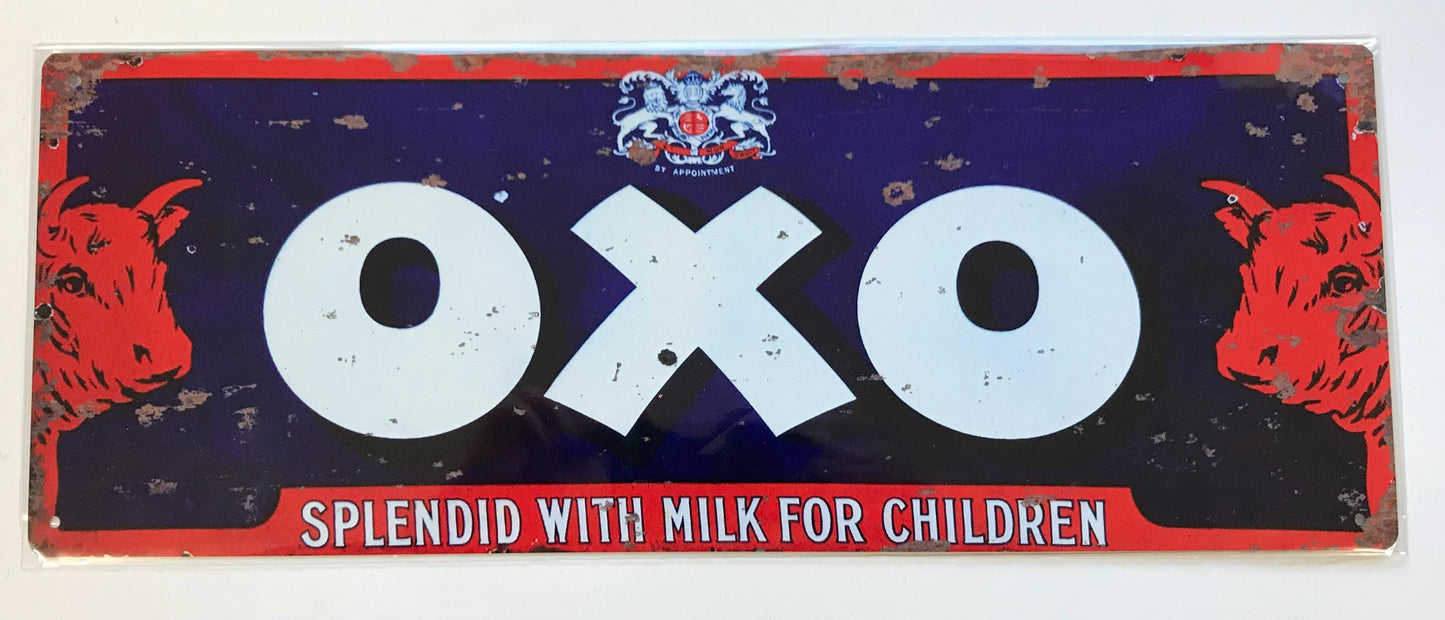 BY APPOINTMENT
OXO
SPLENDID WITH MILK FOR CHILDREN